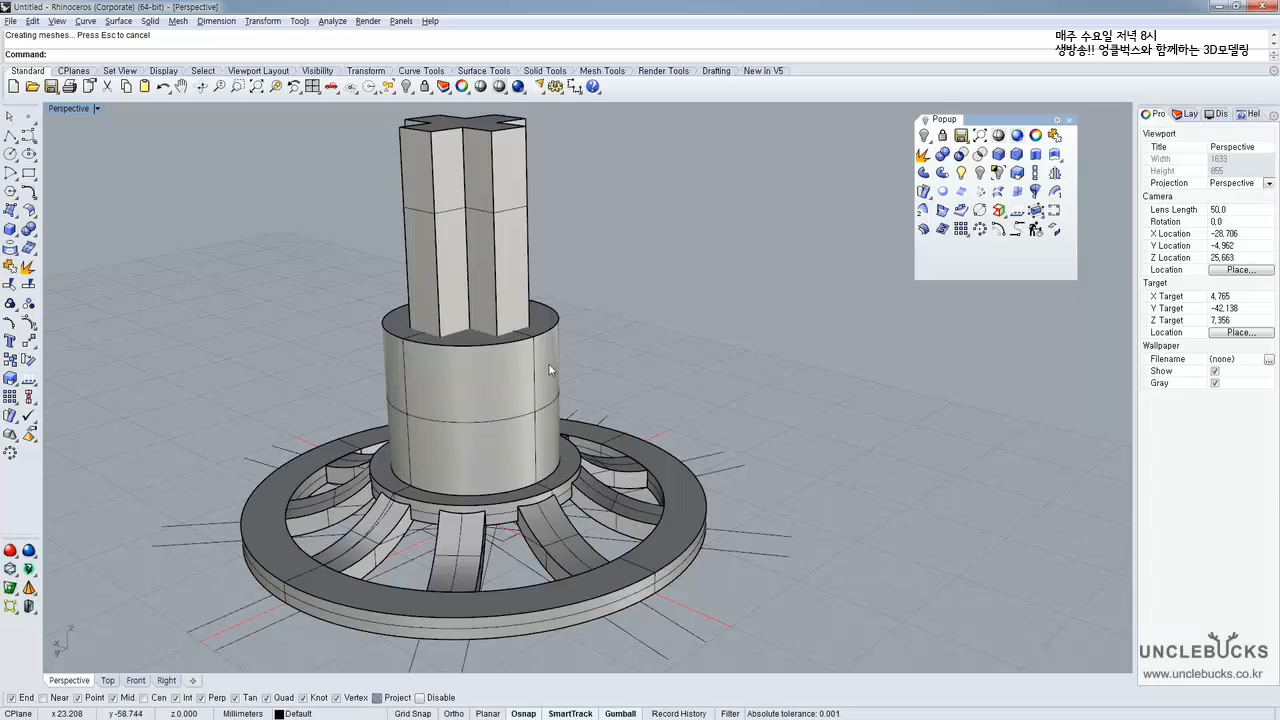 Untitled - Rhinoceros (Corporate) (64-bit) - [Perspective]
File Edit View Curve Surface Solid Mesh Dimension Transform Tools Analyze Render Panels Help
Creating meshes... Press Esc to cancel
매주 수요일 저녁 8시
생방송!! 엉클벅스와 함께하는 3D모델링
Command:
Standard CPlanes Set View Display Select Viewport Layout Visibility Transform Curve Tools Surface Tools Solid Tools Mesh Tools Render Tools Drafting New in V5
Perspective
Popup
Pro Lay Dis Hel
Viewport
Title Perspective
Width 1633
Height 855
Projection Perspective
Camera
Lens Length 50,0
Rotation 0,0
X Location -28,706
Y Location -4,962
Z Location 25,663
Location Place...
Target
X Target 4,765
Y Target -42,138
Z Target 7,356
Location Place...
Wallpaper
Filename (none) ...
Show
Gray
z
x
y
UNCLEBUCKS
www.unclebucks.co.kr
Perspective Top Front Right
End Near Point Mid Cen Int Perp Tan Quad Knot Vertex Project Disable
CPlane x 23.208 y -58.744 z.0.000 Millimeters Default Grid Snap Ortho Planar Osnap SmartTrack Gumball Record History Filter Absolute tolerance: 0.001